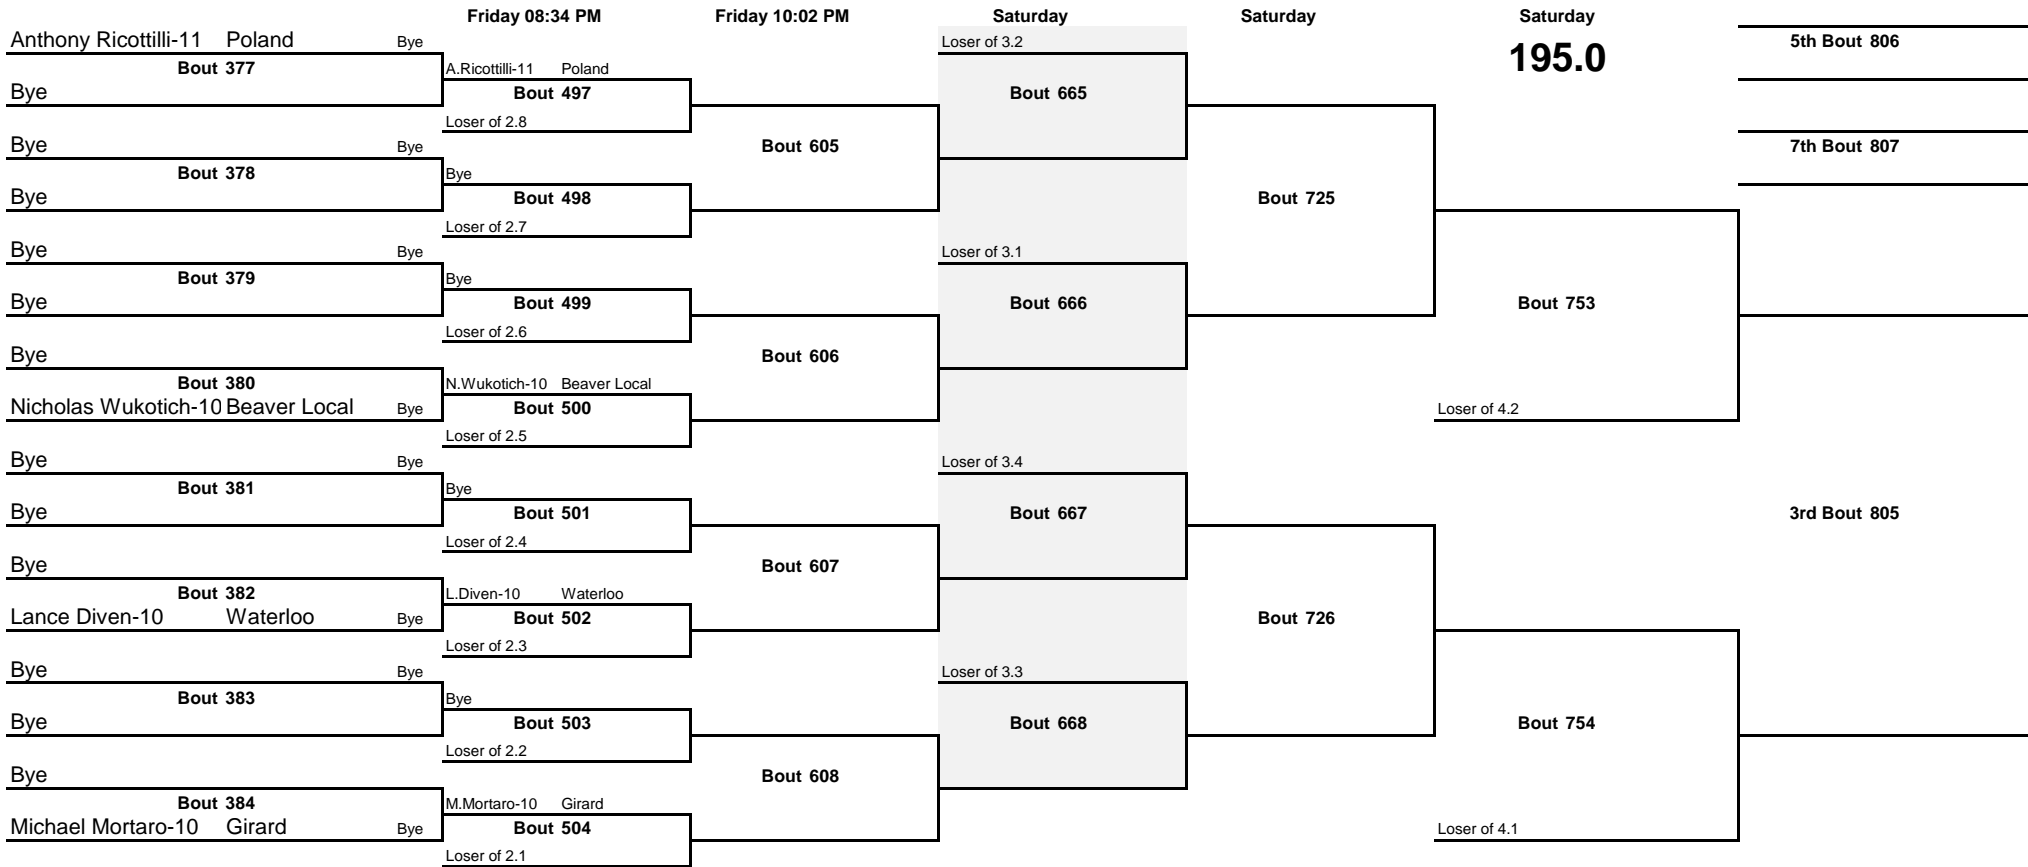 Friday 08:34 PM Friday 10:02 PM Saturday Saturday Saturday
Anthony Ricottilli-11 Poland Bye Loser of 3.2 5th Bout 806
195.0
Bout 377 A.Ricottilli-11 Poland
Bye Bout 497 Bout 665
Loser of 2.8
Bye Bye Bout 605 7th Bout 807
Bout 378 Bye
Bye Bout 498 Bout 725
Loser of 2.7
Bye Bye Loser of 3.1
Bout 379 Bye
Bye Bout 499 Bout 666 Bout 753
Loser of 2.6
Bye Bout 606
Bout 380 N.Wukotich-10 Beaver Local
Nicholas Wukotich-10 Beaver Local Bye Bout 500 Loser of 4.2
Loser of 2.5
Bye Bye Loser of 3.4
Bout 381 Bye
Bye Bout 501 Bout 667 3rd Bout 805
Loser of 2.4
Bye Bout 607
Bout 382 L.Diven-10 Waterloo
Lance Diven-10 Waterloo Bye Bout 502 Bout 726
Loser of 2.3
Bye Bye Loser of 3.3
Bout 383 Bye
Bye Bout 503 Bout 668 Bout 754
Loser of 2.2
Bye Bout 608
Bout 384 M.Mortaro-10 Girard
Michael Mortaro-10 Girard Bye Bout 504 Loser of 4.1
Loser of 2.1